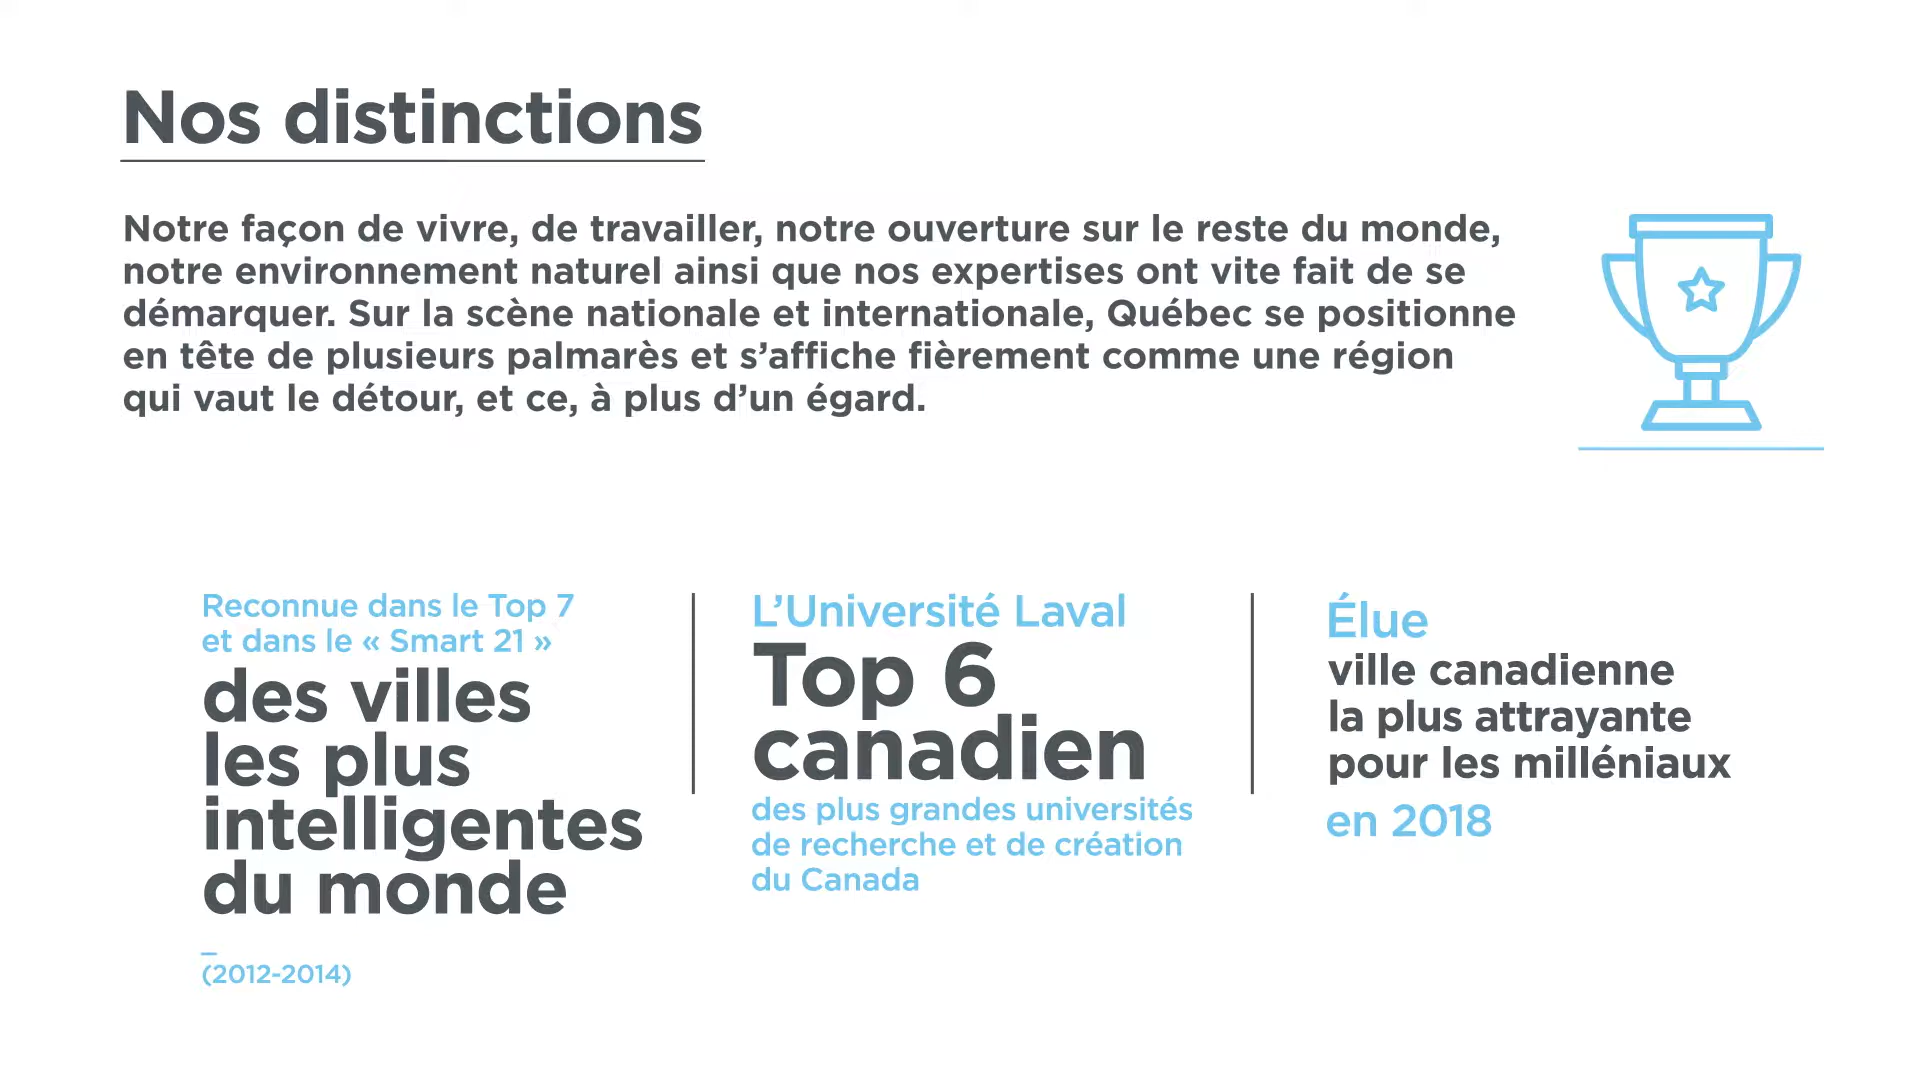 Nos distinctions
Notre façon de vivre, de travailler, notre ouverture sur le reste du monde,
notre environnement naturel ainsi que nos expertises ont vite fait de se
démarquer. Sur la scène nationale et internationale, Québec se positionne
en tête de plusieurs palmarès et s’affiche fièrement comme une région
qui vaut le détour, et ce, à plus d’un égard.
Reconnue dans le Top 7
et dans le « Smart 21 »
des villes
les plus
intelligentes
du monde
–
(2012-2014)
L’Université Laval
Top 6
canadien
des plus grandes universités
de recherche et de création
du Canada
Élue
ville canadienne
la plus attrayante
pour les milléniaux
en 2018